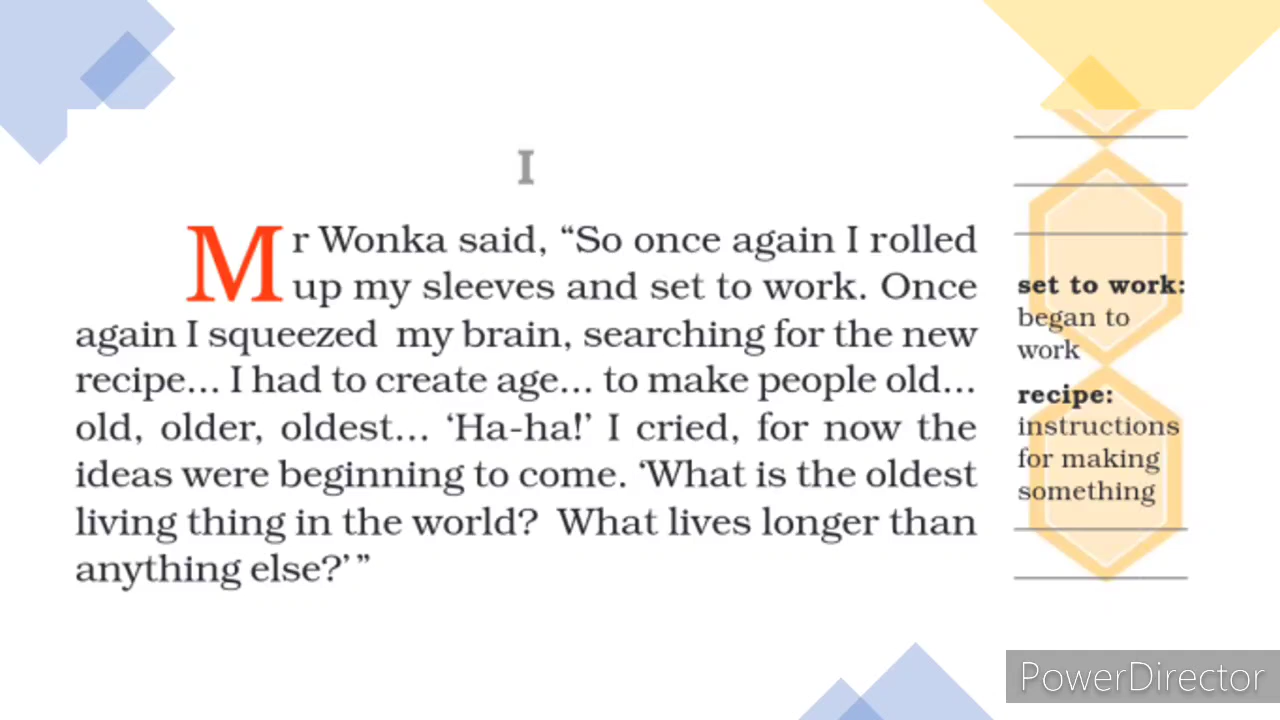 I
Mr Wonka said, “So once again I rolled
up my sleeves and set to work. Once
again I squeezed my brain, searching for the new
recipe... I had to create age... to make people old...
old, older, oldest... ‘Ha-ha!’ I cried, for now the
ideas were beginning to come. ‘What is the oldest
living thing in the world? What lives longer than
anything else?’”
set to work:
began to
work
recipe:
instructions
for making
something
PowerDirector